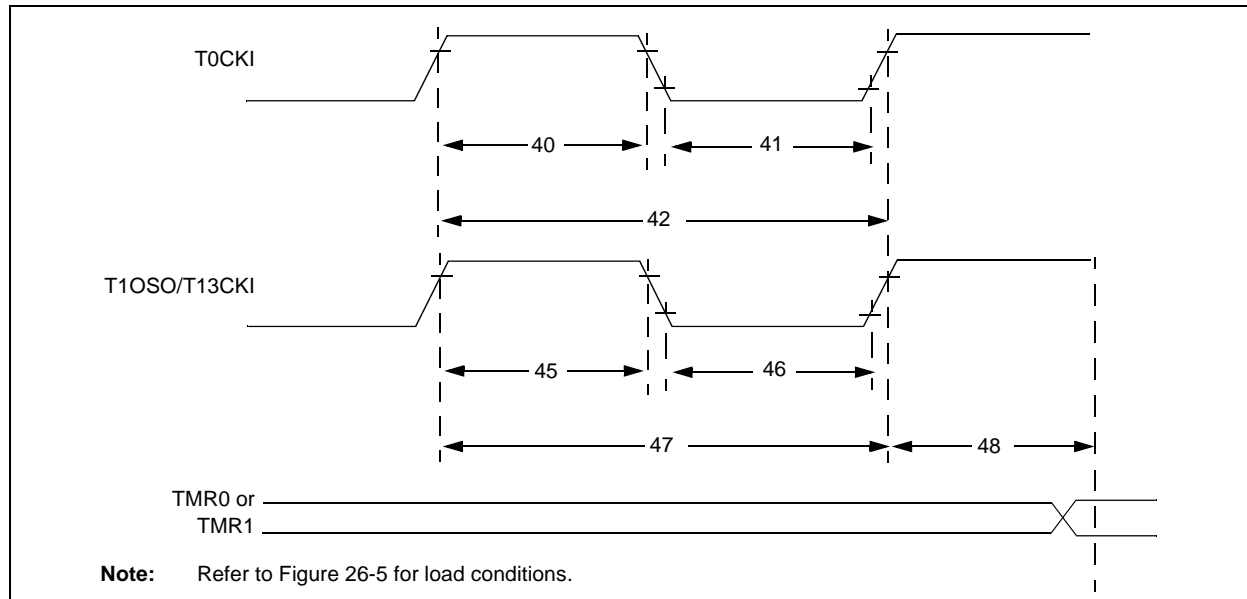 T0CKI
40
41
42
T1OSO/T13CKI
45
46
47
48
TMR0 or
TMR1
Note: Refer to Figure 26-5 for load conditions.